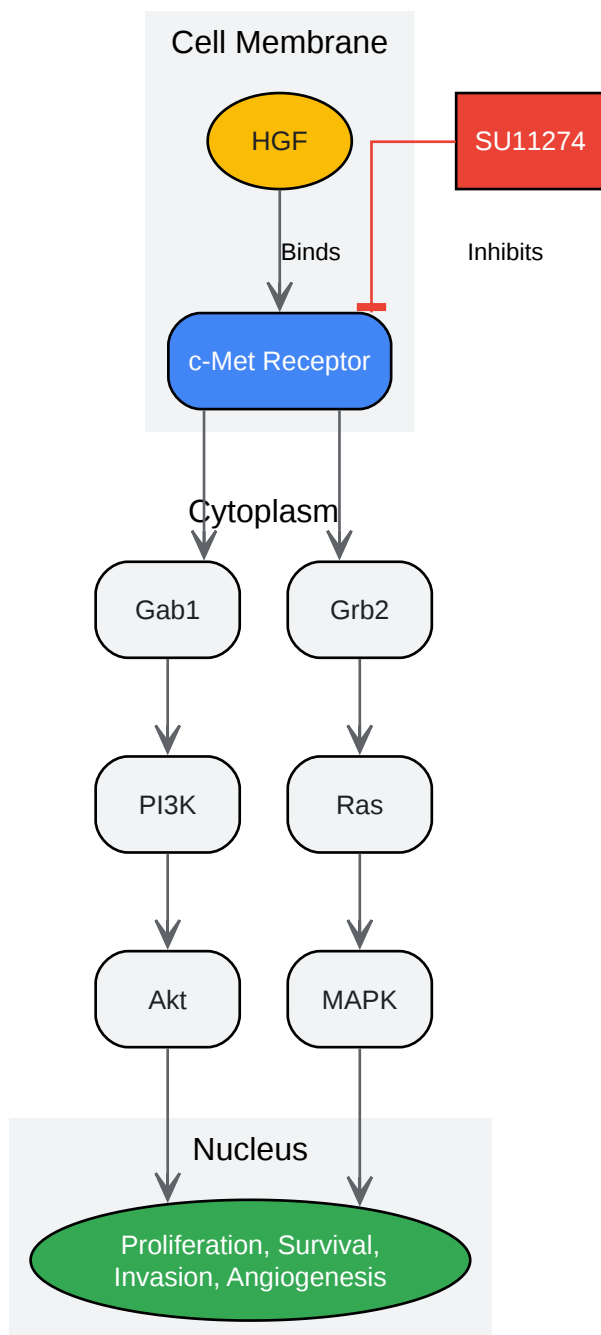 Cell Membrane
HGF
SU11274
Binds
Inhibits
c-Met Receptor
Cytoplasm
Gab1
Grb2
PI3K
Ras
Akt
MAPK
Nucleus
Proliferation, Survival,
Invasion, Angiogenesis